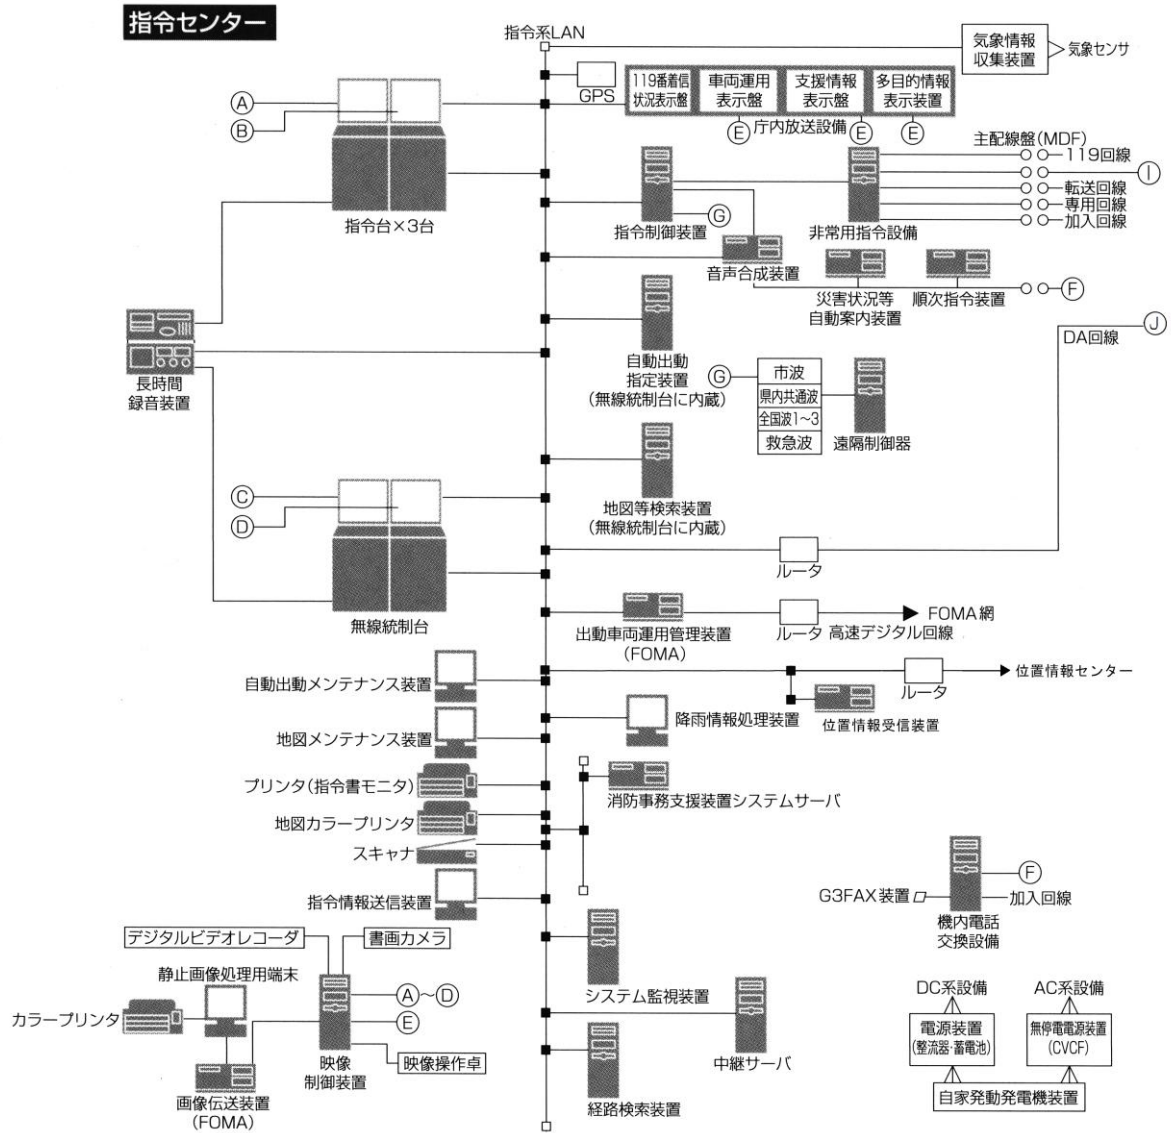 指令センター
指令系LAN
気象情報
収集装置
気象センサ
GPS
119番着信
状況表示盤
車両運用
表示盤
支援情報
表示盤
多目的情報
表示装置
E
庁内放送設備
E
E
A
B
指令台×3台
主配線盤(MDF)
119回線
I
転送回線
専用回線
加入回線
指令制御装置
G
非常用指令設備
音声合成装置
災害状況等
自動案内装置
順次指令装置
F
DA回線
J
長時間
録音装置
自動出動
指定装置
(無線統制台に内蔵)
G
市波
県内共通波
全国波1~3
救急波
遠隔制御器
C
D
無線統制台
地図等検索装置
(無線統制台に内蔵)
ルータ
出動車両運用管理装置
(FOMA)
ルータ
高速デジタル回線
FOMA網
自動出動メンテナンス装置
ルータ
位置情報センター
位置情報受信装置
地図メンテナンス装置
降雨情報処理装置
プリンタ(指令書モニタ)
消防事務支援装置システムサーバ
地図カラープリンタ
スキャナ
指令情報送信装置
G3FAX装置
F
加入回線
機内電話
交換設備
デジタルビデオレコーダ
書画カメラ
静止画像処理用端末
カラープリンタ
A~D
E
映像
制御装置
映像操作卓
画像伝送装置
(FOMA)
システム監視装置
中継サーバ
経路検索装置
DC系設備
AC系設備
電源装置
(整流器・蓄電池)
無停電電源装置
(CVCF)
自家発動発電機装置